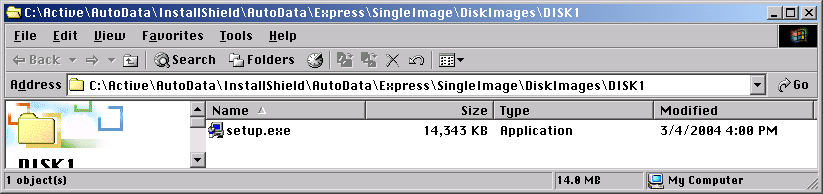 C:\Active\AutoData\InstallShield\AutoData\Express\SingleImage\DiskImages\DISK1
File Edit View Favorites Tools Help
Back Search Folders
Address C:\Active\AutoData\InstallShield\AutoData\Express\SingleImage\DiskImages\DISK1 Go
Name Size Type Modified
setup.exe 14,343 KB Application 3/4/2004 4:00 PM
DISK1
1 object(s) 14.0 MB My Computer